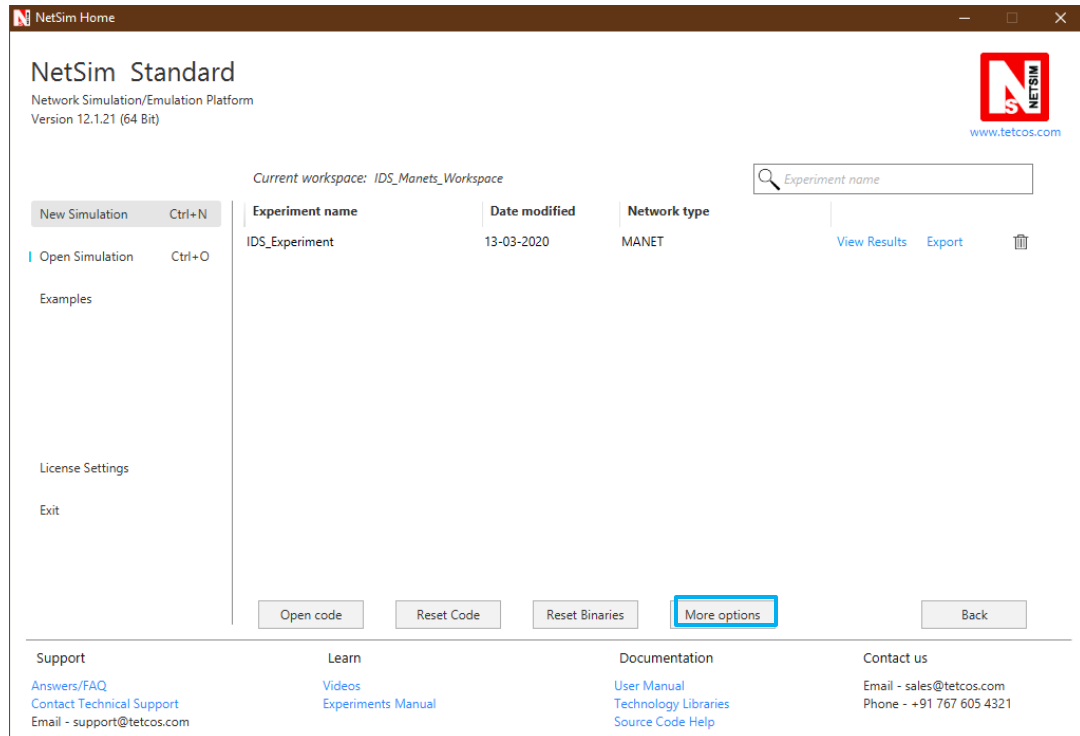 NetSim Home
NetSim Standard
Network Simulation/Emulation Platform
Version 12.1.21 (64 Bit)
NETSIM
N
S
www.tetcos.com
Current workspace: IDS_Manets_Workspace
Experiment name
New Simulation Ctrl+N
Open Simulation Ctrl+O
Examples
License Settings
Exit
Experiment name Date modified Network type
IDS_Experiment 13-03-2020 MANET View Results Export
Open code Reset Code Reset Binaries More options Back
Support
Answers/FAQ
Contact Technical Support
Email - support@tetcos.com
Learn
Videos
Experiments Manual
Documentation
User Manual
Technology Libraries
Source Code Help
Contact us
Email - sales@tetcos.com
Phone - +91 767 605 4321